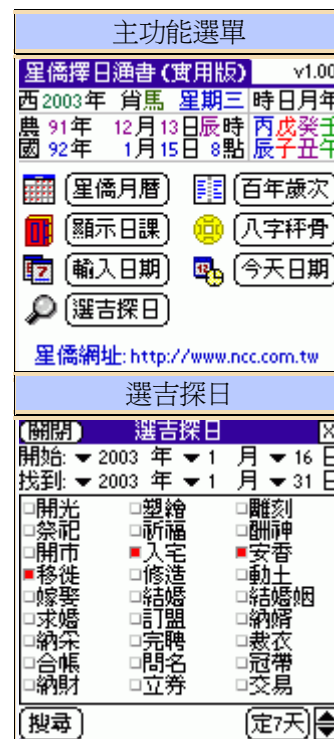 主功能選單
星僑擇日通書(實用版) v1.00
西2003年 肖馬 星期三 時日月年
農 91年 12月13日辰時 丙戊癸壬
國 92年 1月15日 8點 辰子丑午
星僑月曆 百年歲次
顯示日課 八字秤骨
輸入日期 今天日期
選吉探日
星僑網址: http://www.ncc.com.tw
選吉探日
關閉 選吉探日 X
開始: 2003 年 1 月 16 日
找到: 2003 年 1 月 31 日
開光 塑繪 雕刻
祭祀 祈福 酬神
開市 入宅 安香
移徙 修造 動土
嫁娶 結婚 結婚姻
求婚 訂盟 納婿
納采 完聘 裁衣
合帳 問名 冠帶
納財 立券 交易
搜尋 定7天